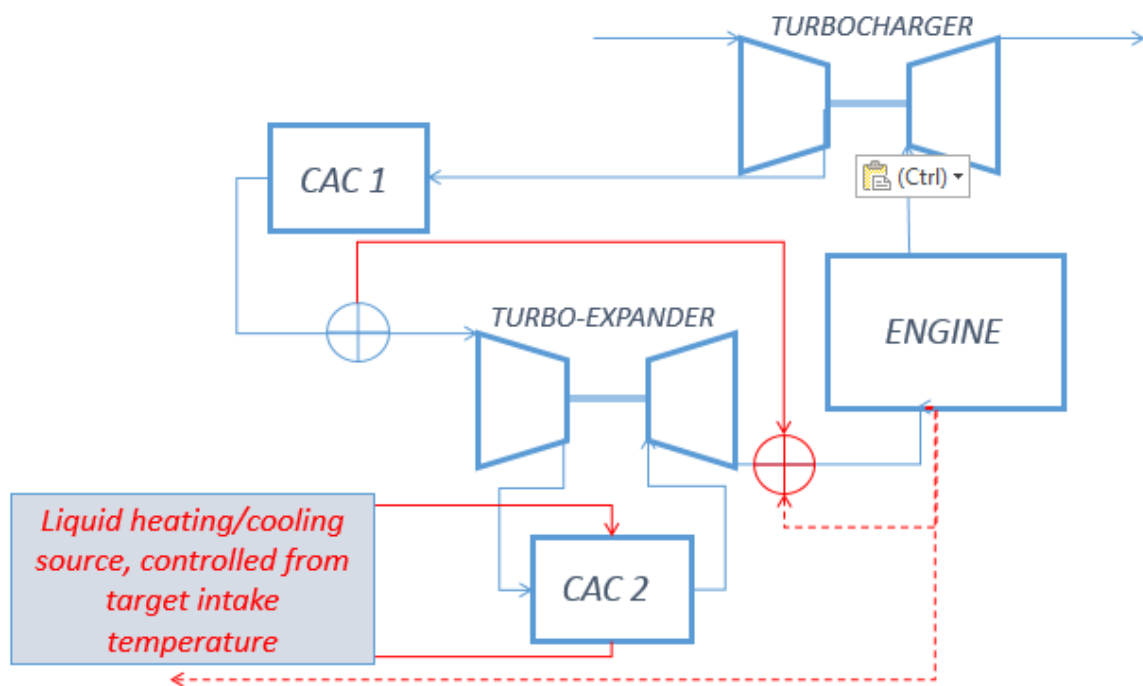 TURBOCHARGER
CAC 1
(Ctrl)
TURBO-EXPANDER
ENGINE
Liquid heating/cooling
source, controlled from
target intake
temperature
CAC 2